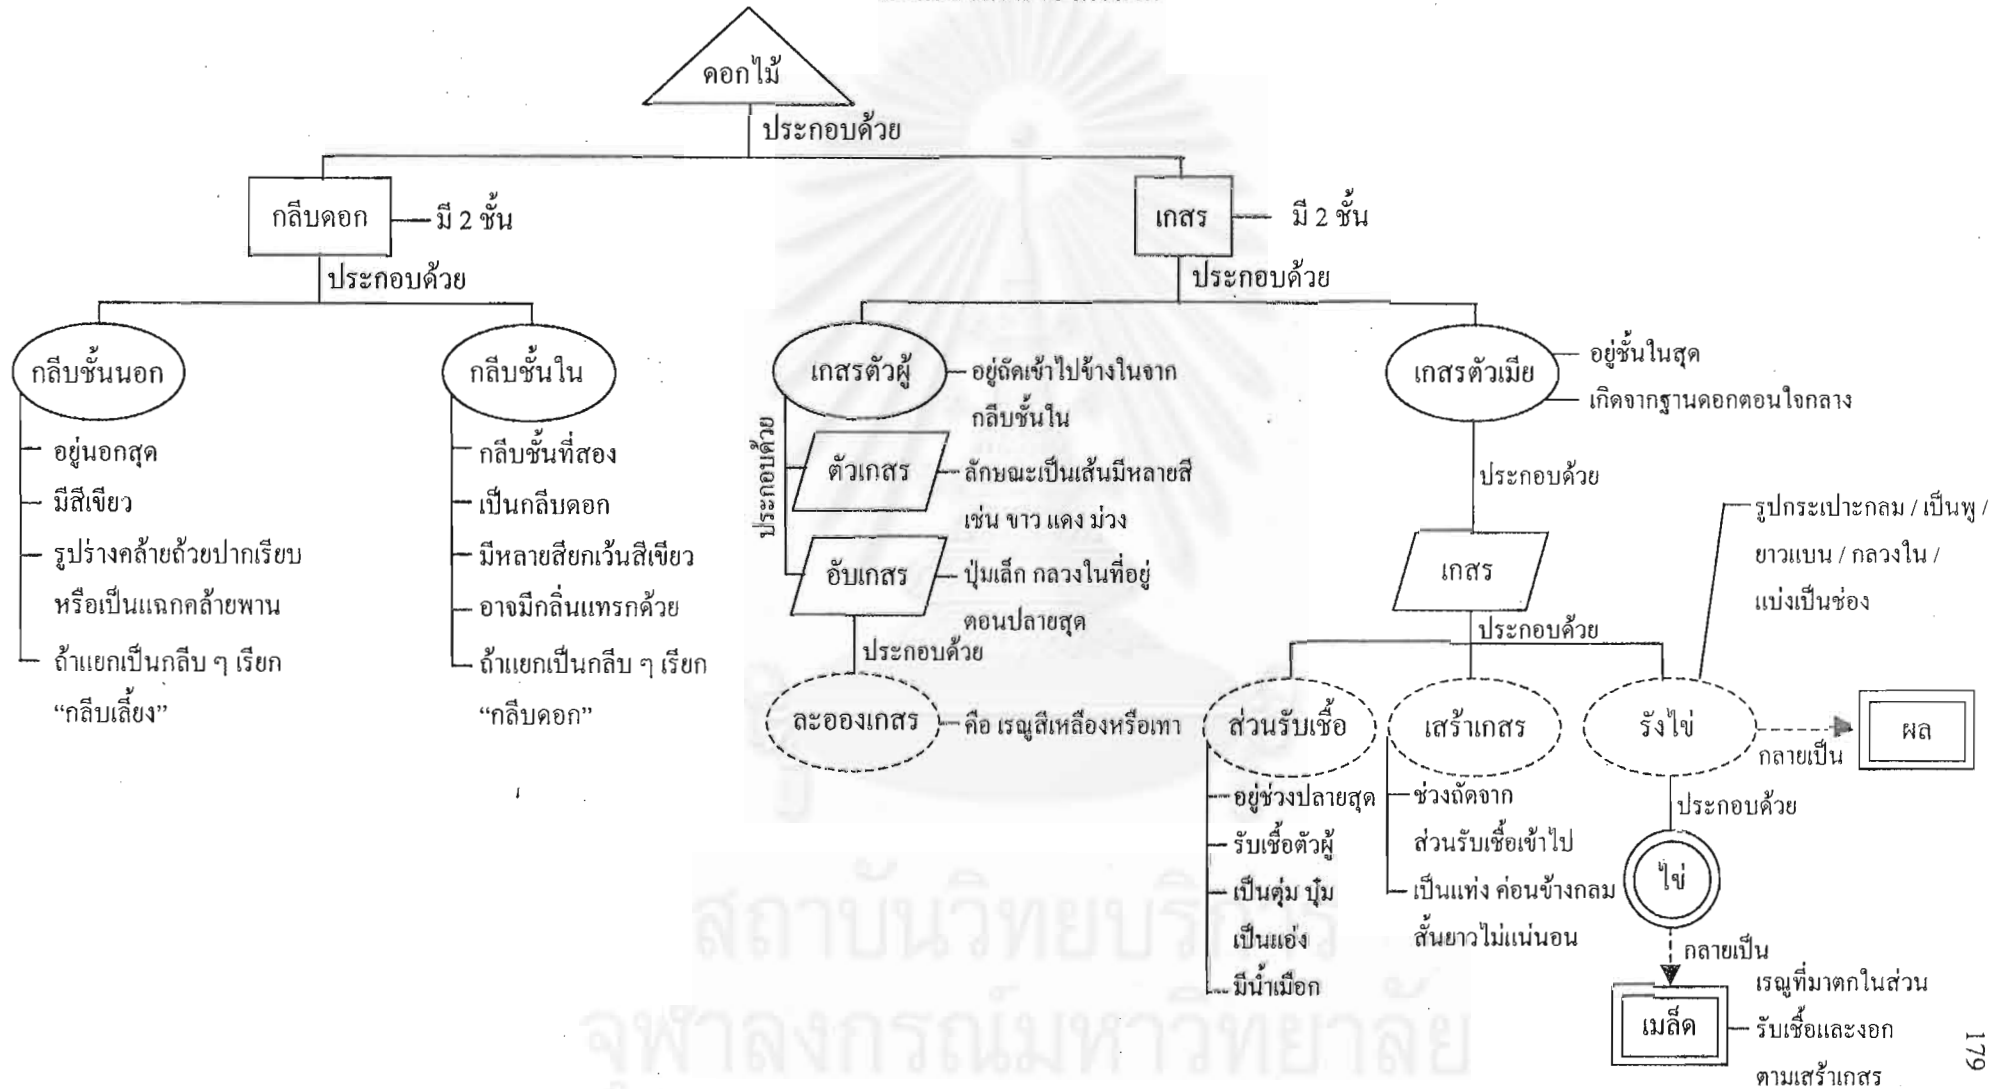 ดอกไม้
ประกอบด้วย
กลีบดอก
มี 2 ชั้น
ประกอบด้วย
กลีบชั้นนอก
อยู่นอกสุด
มีสีเขียว
รูปร่างคล้ายถ้วยปากเรียบ
หรือเป็นแฉกคล้ายพาน
ถ้าแยกเป็นกลีบ ๆ เรียก
“กลีบเลี้ยง”
กลีบชั้นใน
กลีบชั้นที่สอง
เป็นกลีบดอก
มีหลายสียกเว้นสีเขียว
อาจมีกลิ่นแทรกด้วย
ถ้าแยกเป็นกลีบ ๆ เรียก
“กลีบดอก”
เกสร
มี 2 ชั้น
ประกอบด้วย
เกสรตัวผู้
อยู่ถัดเข้าไปข้างในจาก
กลีบชั้นใน
ประกอบด้วย
ตัวเกสร
ลักษณะเป็นเส้นมีหลายสี
เช่น ขาว แดง ม่วง
อับเกสร
ปุ่มเล็ก กลวงในที่อยู่
ตอนปลายสุด
ประกอบด้วย
ละอองเกสร
คือ เรณูสีเหลืองหรือเทา
เกสรตัวเมีย
อยู่ชั้นในสุด
เกิดจากฐานดอกตอนใจกลาง
ประกอบด้วย
เกสร
ประกอบด้วย
ส่วนรับเชื้อ
อยู่ช่วงปลายสุด
รับเชื้อตัวผู้
เป็นตุ่ม ปุ่ม
เป็นแอ่ง
มีน้ำเมือก
เสร้าเกสร
ช่วงถัดจาก
ส่วนรับเชื้อเข้าไป
เป็นแท่ง ค่อนข้างกลม
สั้นยาวไม่แน่นอน
รังไข่
รูปกระเปาะกลม / เป็นพู /
ยาวแบน / กลวงใน /
แบ่งเป็นช่อง
กลายเป็น
ผล
ประกอบด้วย
ไข่
กลายเป็น
เมล็ด
เรณูที่มาตกในส่วน
รับเชื้อและงอก
ตามเสร้าเกสร
179
สถาบันวิทยบริการ
จุฬาลงกรณ์มหาวิทยาลัย